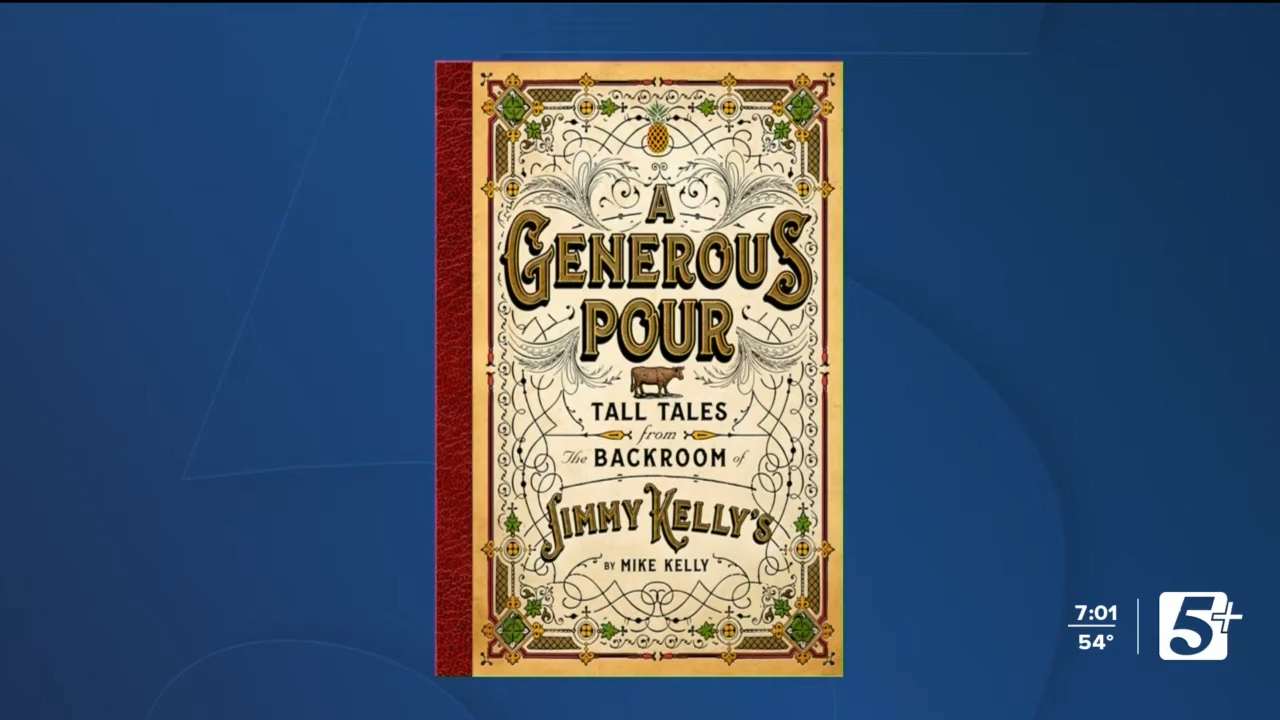 A
GENEROUS
POUR
TALL TALES
from
The BACKROOM of
JIMMY KELLY'S
BY MIKE KELLY
7:01
54°
5+